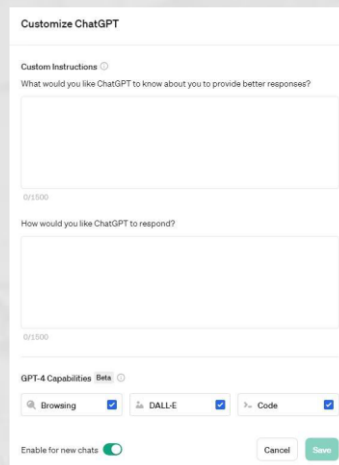 Customize ChatGPT
Custom Instructions
What would you like ChatGPT to know about you to provide better responses?
0/1500
How would you like ChatGPT to respond?
0/1500
GPT-4 Capabilities Beta
Browsing DALL·E Code
Enable for new chats Cancel Save